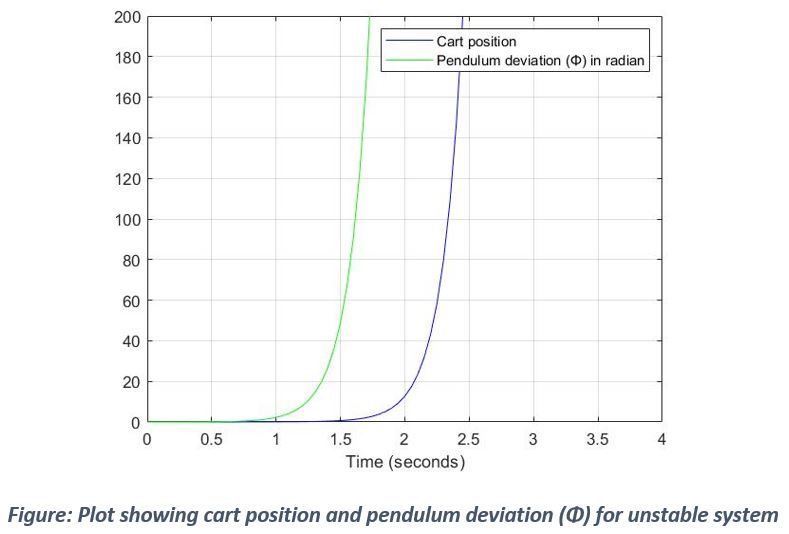 200
180
160
140
120
100
80
60
40
20
0
Cart position
Pendulum deviation (Φ) in radian
0 0.5 1 1.5 2 2.5 3 3.5 4
Time (seconds)
Figure: Plot showing cart position and pendulum deviation (Φ) for unstable system